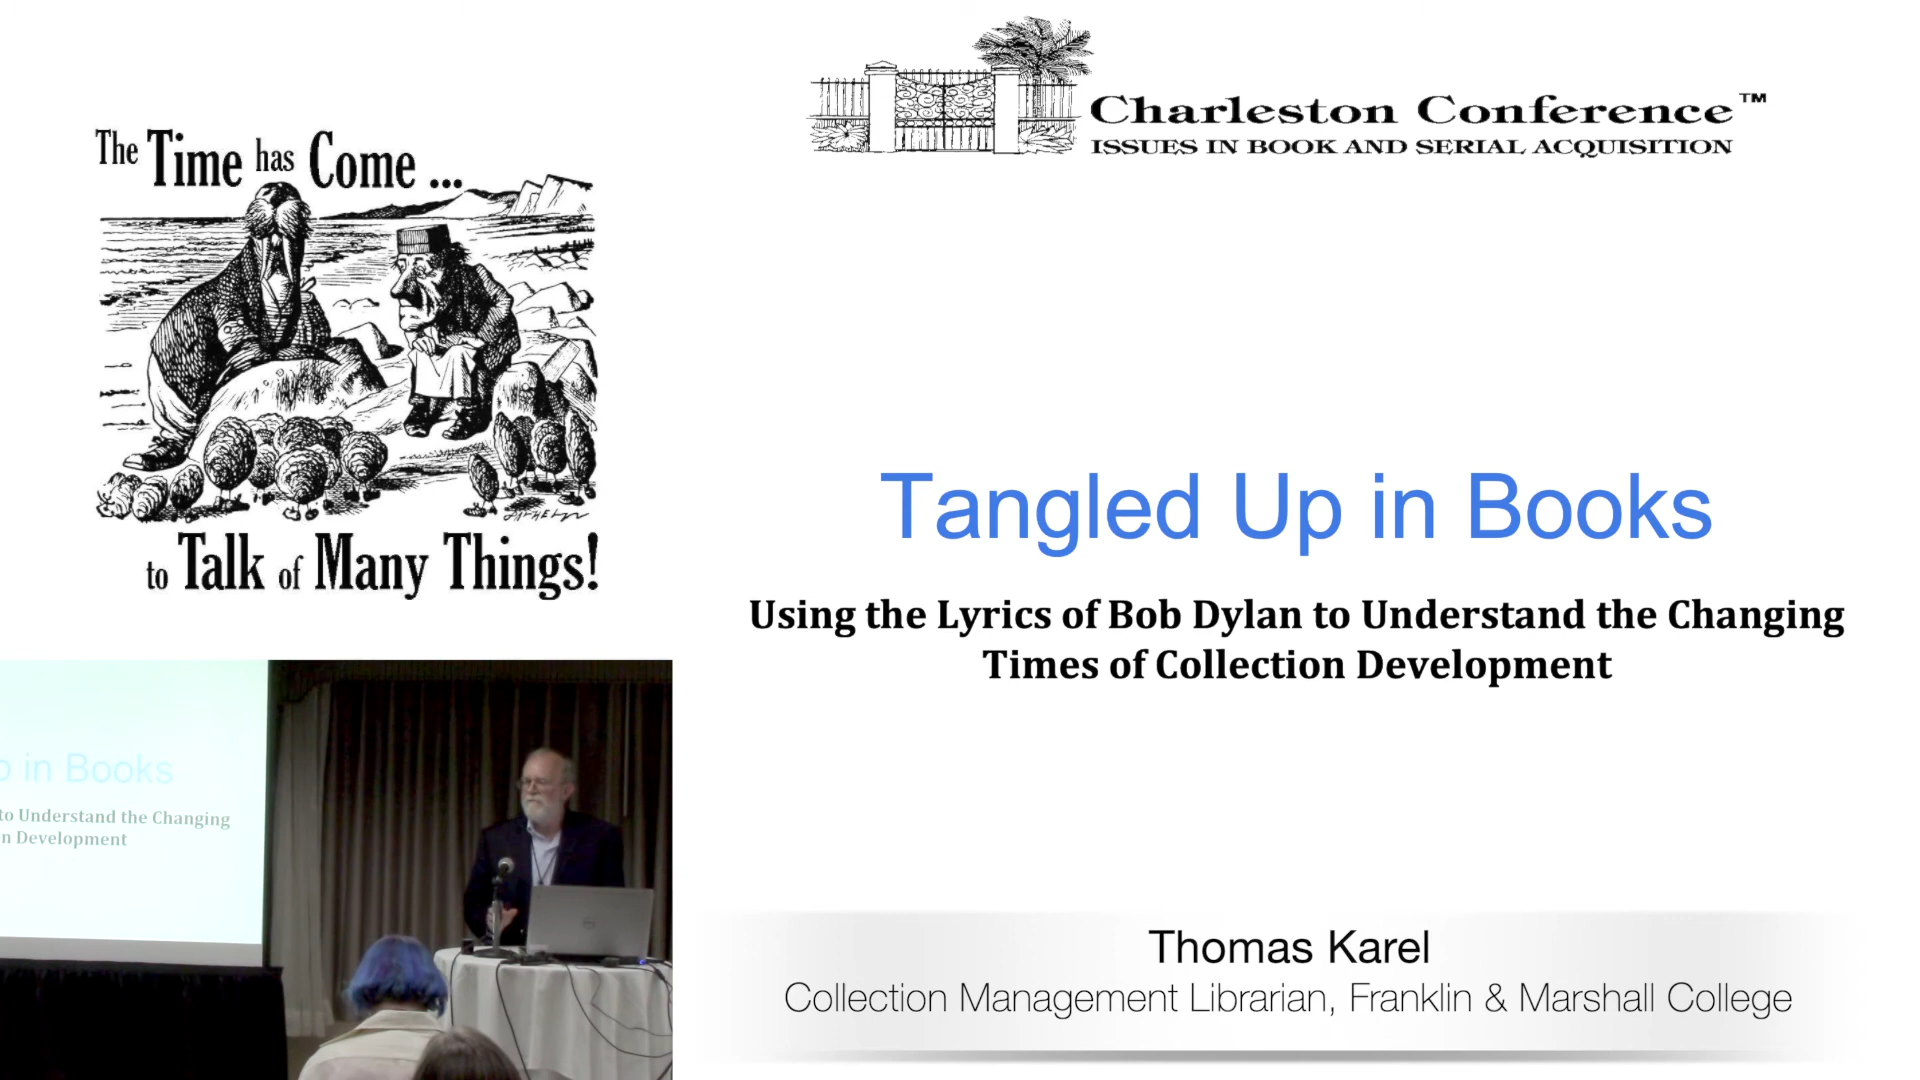 Charleston Conference™
ISSUES IN BOOK AND SERIAL ACQUISITION
The Time has Come ...
to Talk of Many Things!
Tangled Up in Books
Using the Lyrics of Bob Dylan to Understand the Changing
Times of Collection Development
in Books
to Understand the Changing
n Development
Thomas Karel
Collection Management Librarian, Franklin & Marshall College